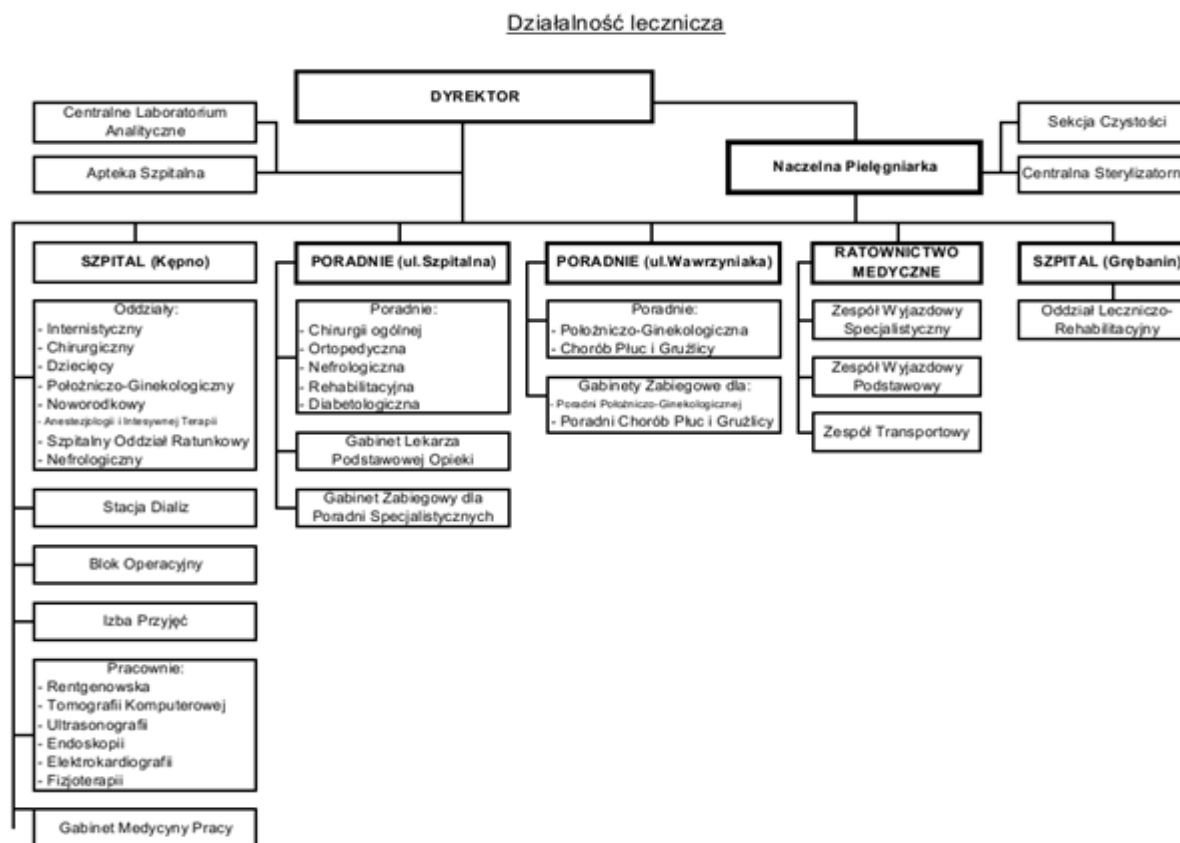 Działalność lecznicza
DYREKTOR
Centralne Laboratorium
Analityczne
Apteka Szpitalna
Naczelna Pielęgniarka
Sekcja Czystości
Centralna Sterylizatorn
SZPITAL (Kępno)
Oddziały:
- Internistyczny
- Chirurgiczny
- Dziecięcy
- Położniczo-Ginekologiczny
- Noworodkowy
- Anestezjologii i Intesywnej Terapii
- Szpitalny Oddział Ratunkowy
- Nefrologiczny
Stacja Dializ
Blok Operacyjny
Izba Przyjęć
Pracownie:
- Rentgenowska
- Tomografii Komputerowej
- Ultrasonografii
- Endoskopii
- Elektrokardiografii
- Fizjoterapii
Gabinet Medycyny Pracy
PORADNIE (ul.Szpitalna)
Poradnie:
- Chirurgii ogólnej
- Ortopedyczna
- Nefrologiczna
- Rehabilitacyjna
- Diabetologiczna
Gabinet Lekarza
Podstawowej Opieki
Gabinet Zabiegowy dla
Poradni Specjalistycznych
PORADNIE (ul.Wawrzyniaka)
Poradnie:
- Położniczo-Ginekologiczna
- Chorób Płuc i Gruźlicy
Gabinety Zabiegowe dla:
- Poradni Położniczo-Ginekologicznej
- Poradni Chorób Płuc i Gruźlicy
RATOWNICTWO
MEDYCZNE
Zespół Wyjazdowy
Specjalistyczny
Zespół Wyjazdowy
Podstawowy
Zespół Transportowy
SZPITAL (Grębanin)
Oddział Leczniczo-
Rehabilitacyjny